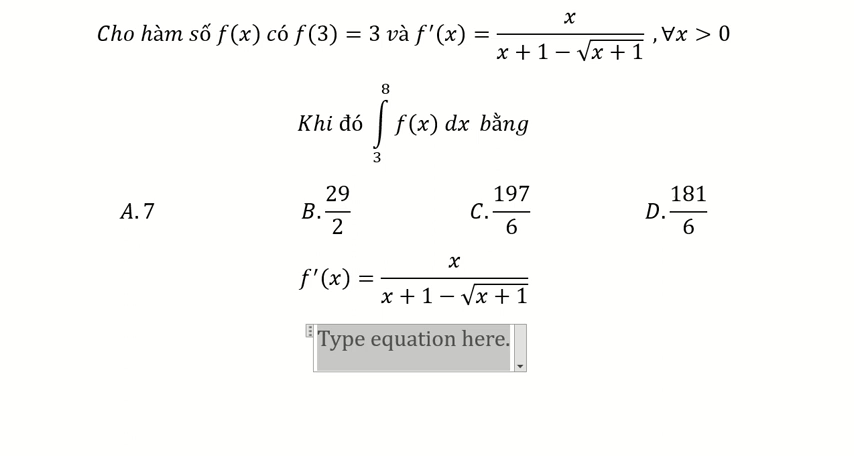 Cho hàm số f(x) có f(3) = 3 và f'(x) = x / (x + 1 − √(x + 1)) , ∀x > 0
Khi đó ∫₃⁸ f(x) dx bằng
A. 7 B. 29/2 C. 197/6 D. 181/6
f'(x) = x / (x + 1 − √(x + 1))
Type equation here.